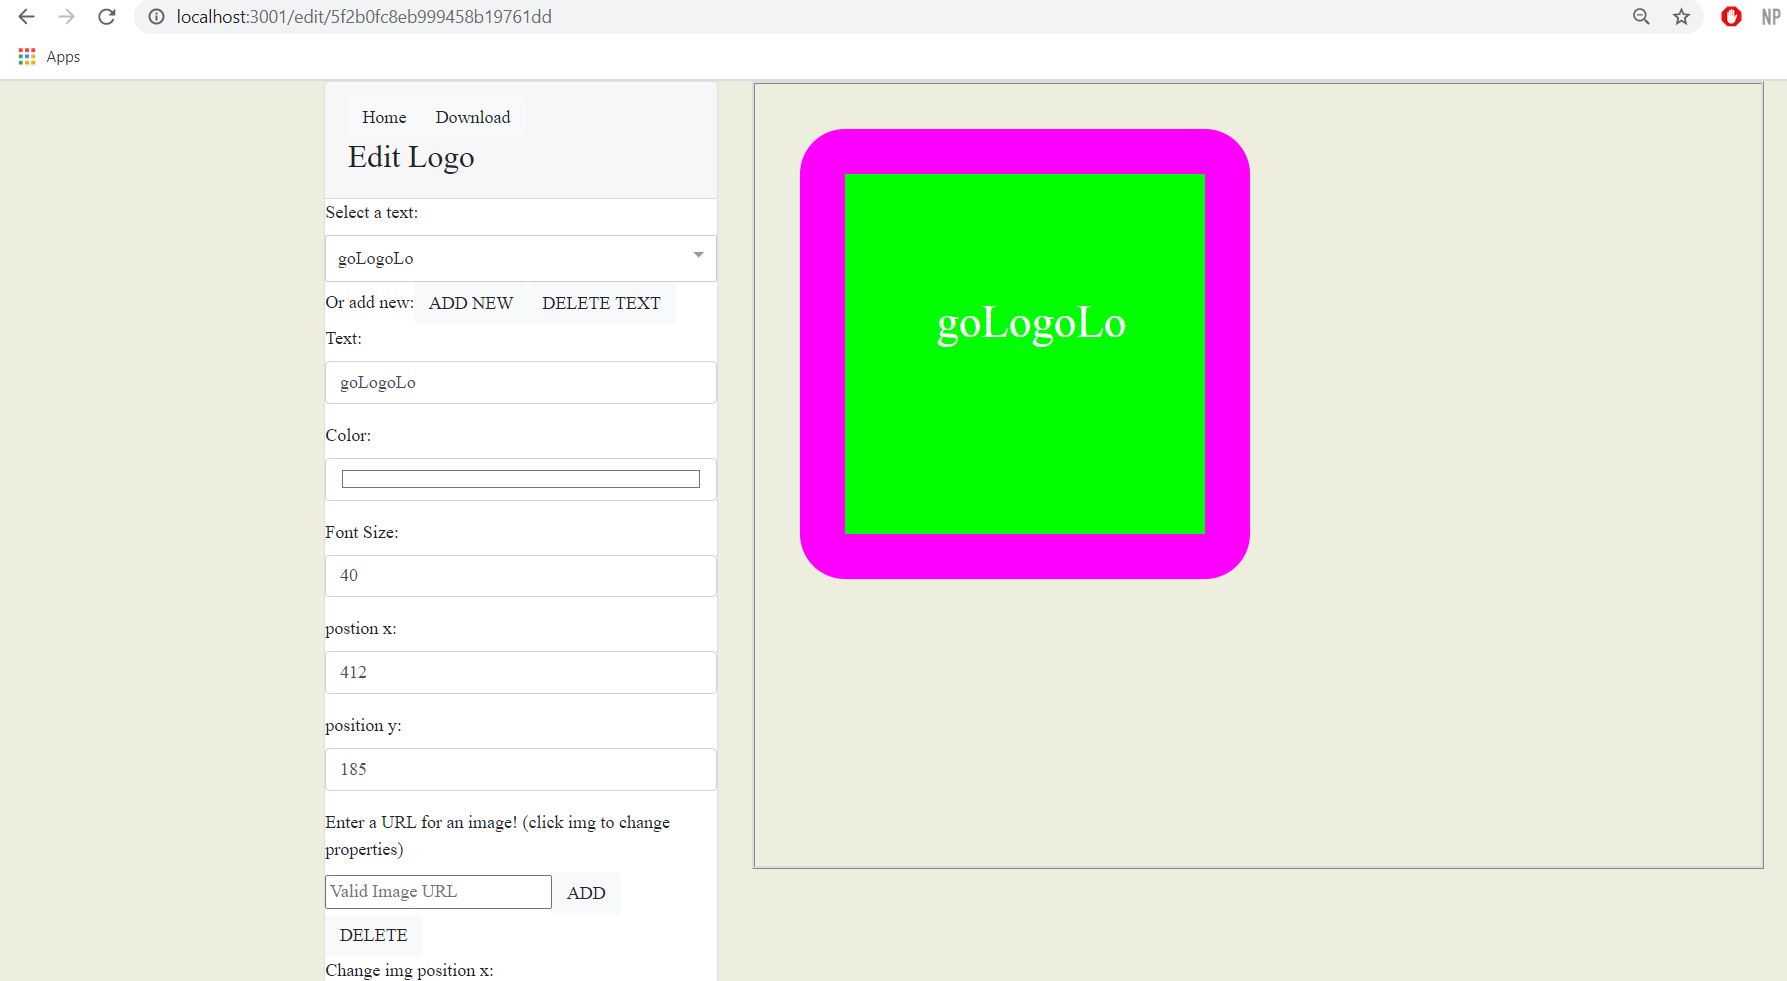 localhost:3001/edit/5f2b0fc8eb999458b19761dd
NP
Apps
Home Download
Edit Logo
Select a text:
goLogoLo
Or add new: ADD NEW DELETE TEXT
Text:
goLogoLo
Color:
Font Size:
40
postion x:
412
position y:
185
Enter a URL for an image! (click img to change
properties)
Valid Image URL ADD
DELETE
Change img position x:
goLogoLo